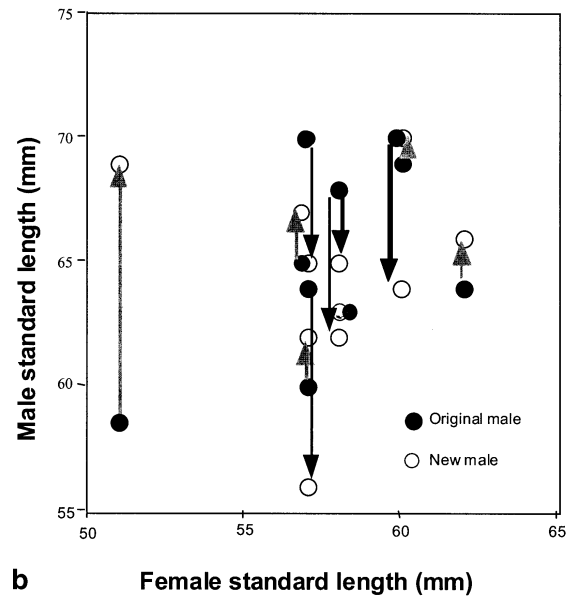 75
70
65
60
55
Male standard length (mm)
Original male
New male
50 55 60 65
b Female standard length (mm)